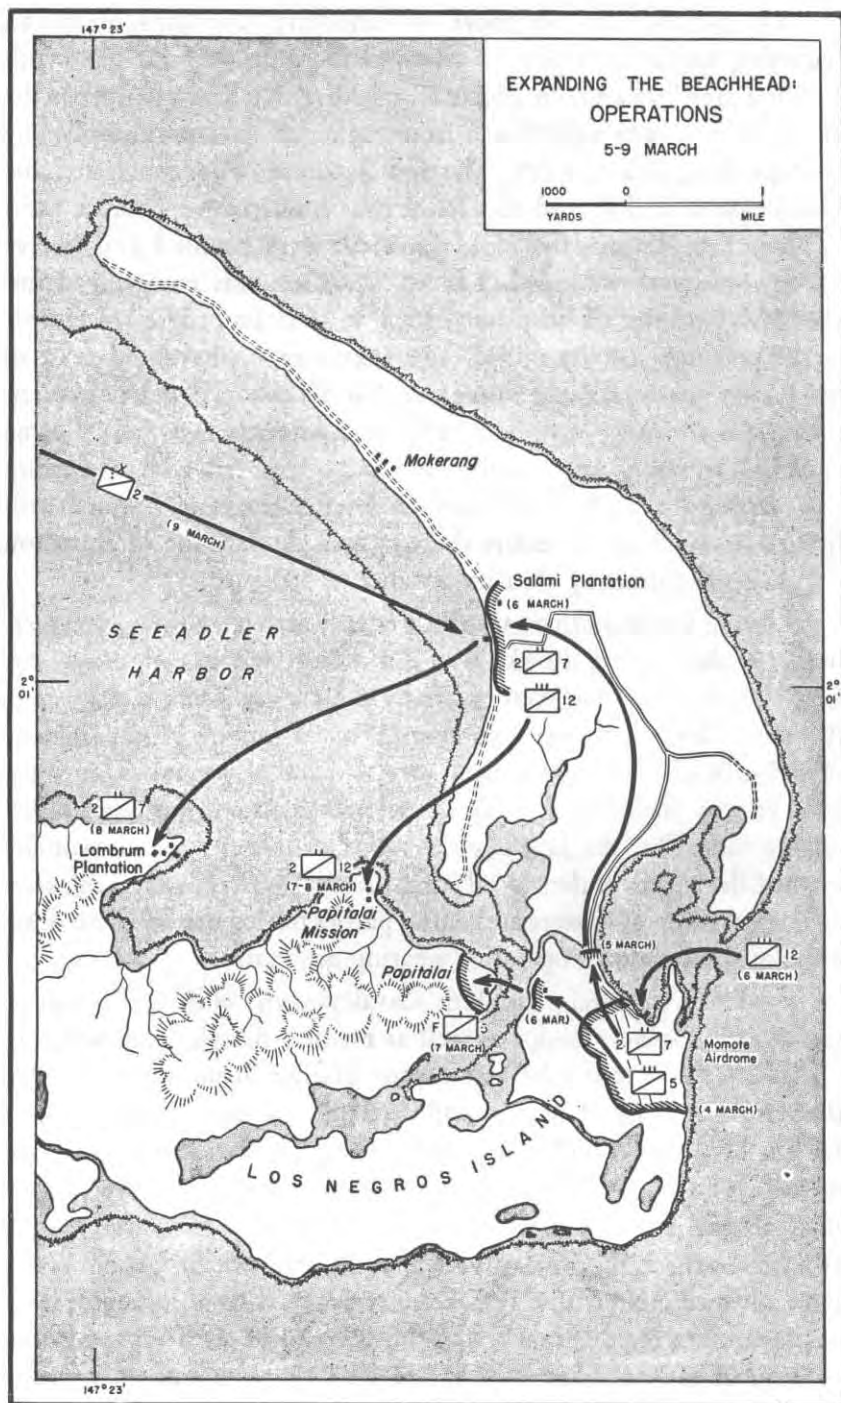 147° 23'
EXPANDING THE BEACHHEAD:
OPERATIONS
5-9 MARCH
1000 0 1
YARDS MILE
Mokerang
X
2
(9 MARCH)
Salami Plantation
(6 MARCH)
SEEADLER
HARBOR
2 7
12
2°
01'
2°
01'
2 7
(8 MARCH)
Lombrum
Plantation
2 12
(7-8 MARCH)
Papitalai
Mission
(5 MARCH)
12
(6 MARCH)
Papitalai
(6 MAR)
F 5
(7 MARCH)
2 7
Momote
Airdrome
5
(4 MARCH)
LOS NEGROS ISLAND
147° 23'